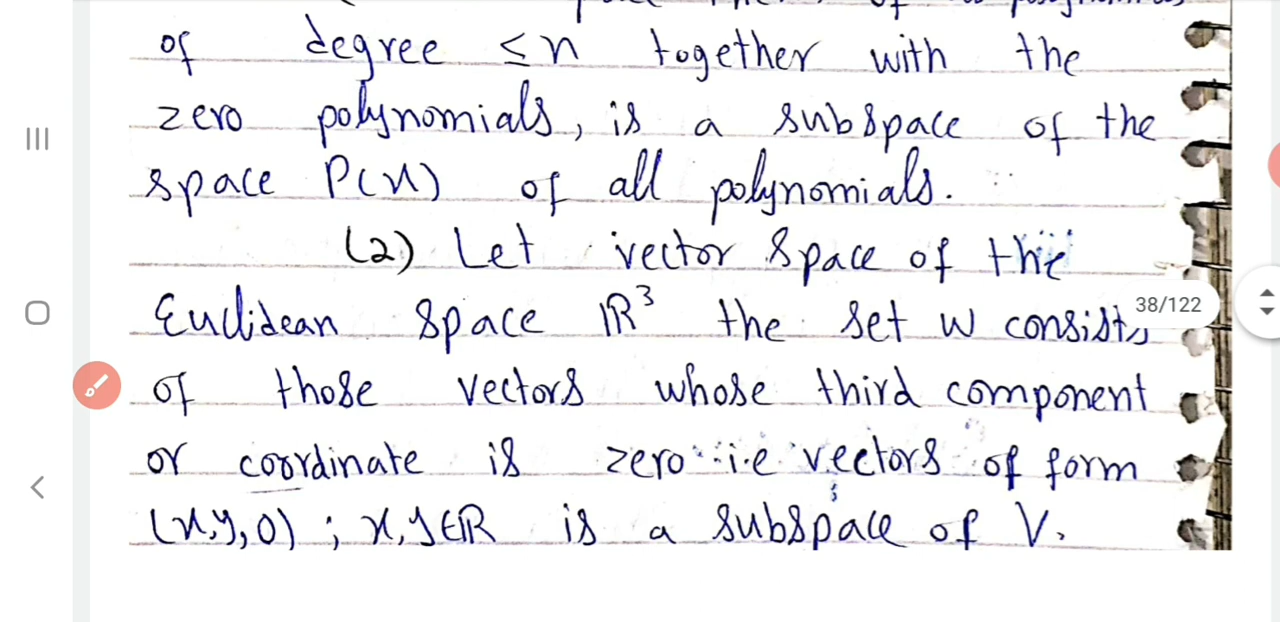 of degree ≤n together with the
zero polynomials, is a subspace of the
space P(x) of all polynomials.
(2) Let vector space of the
Euclidean space ℝ³ the set W consists
38/122
of those vectors whose third component
or coordinate is zero i.e vectors of form
(x,y,0) ; x,y∈ℝ is a subspace of V.